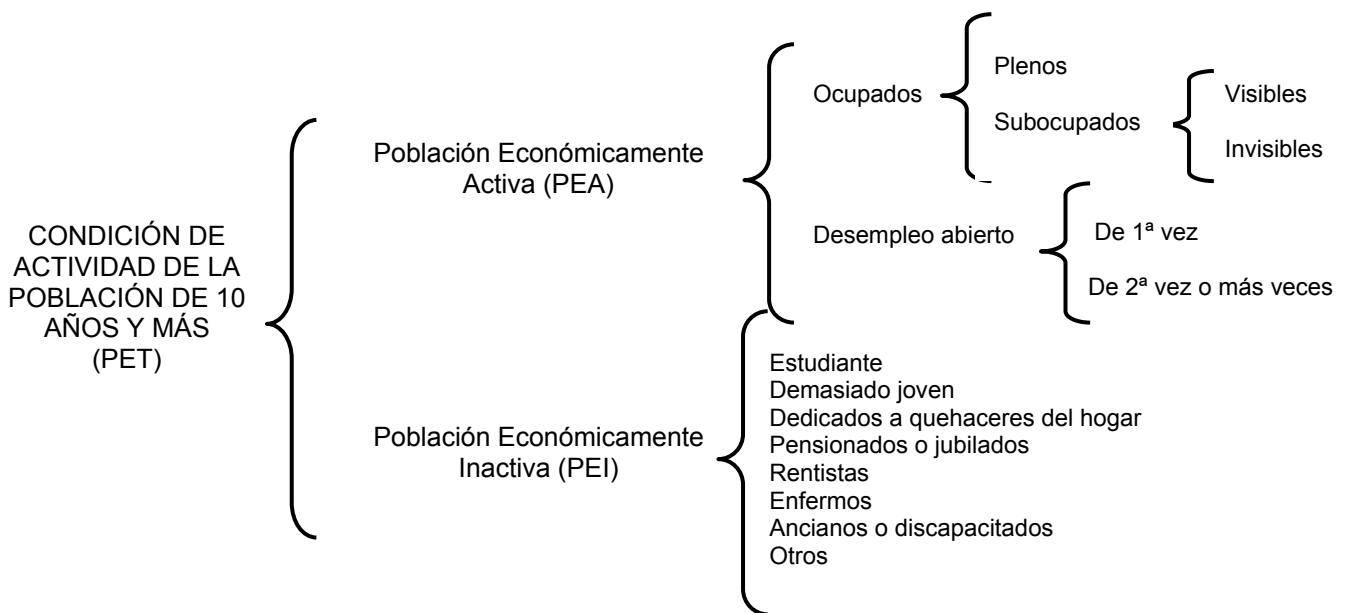 CONDICIÓN DE
ACTIVIDAD DE LA
POBLACIÓN DE 10
AÑOS Y MÁS
(PET)
Población Económicamente
Activa (PEA)
Ocupados
Plenos
Subocupados
Visibles
Invisibles
Desempleo abierto
De 1ª vez
De 2ª vez o más veces
Población Económicamente
Inactiva (PEI)
Estudiante
Demasiado joven
Dedicados a quehaceres del hogar
Pensionados o jubilados
Rentistas
Enfermos
Ancianos o discapacitados
Otros